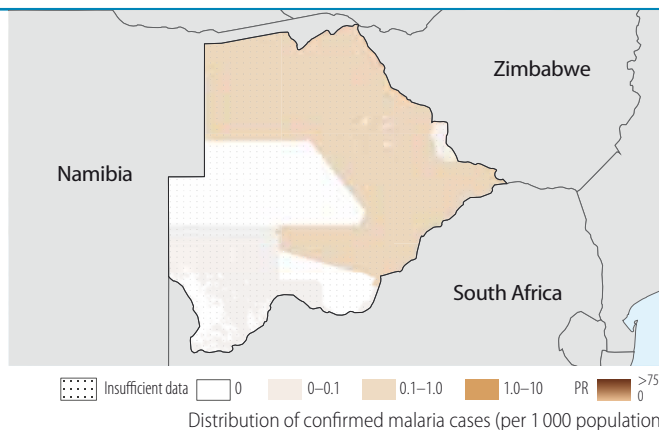 Zimbabwe
Namibia
South Africa
Insufficient data 0 0–0.1 0.1–1.0 1.0–10 PR >75
0
Distribution of confirmed malaria cases (per 1 000 population